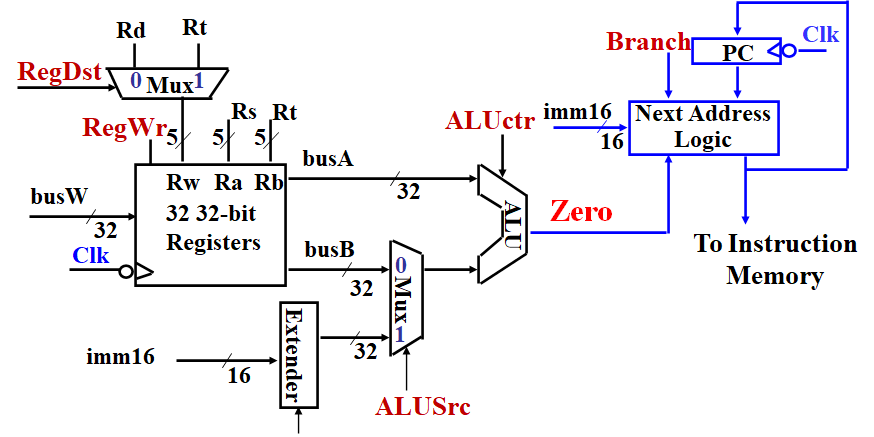 Rd Rt
RegDst
0 Mux 1
RegWr
5 5 5
Rs Rt
busW
32
Clk
Rw Ra Rb
32 32-bit
Registers
busA
32
busB
32
0 Mux 1
imm16
16
Extender
32
ALUSrc
ALUctr
ALU
Zero
Branch
PC
Clk
imm16
16
Next Address
Logic
To Instruction
Memory